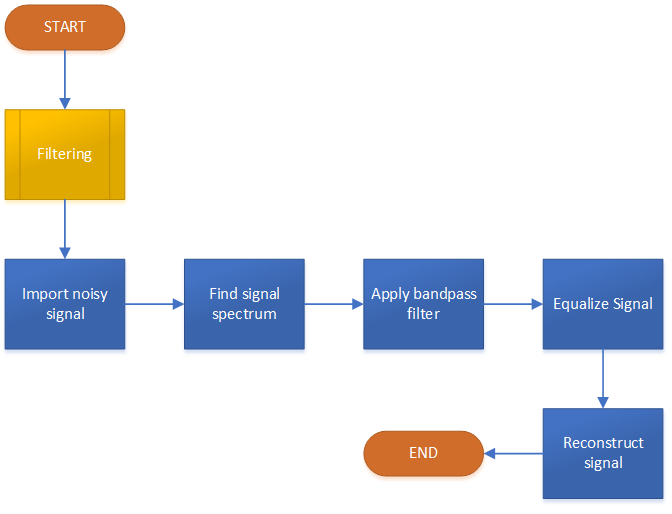 START
Filtering
Import noisy
signal
Find signal
spectrum
Apply bandpass
filter
Equalize Signal
Reconstruct
signal
END